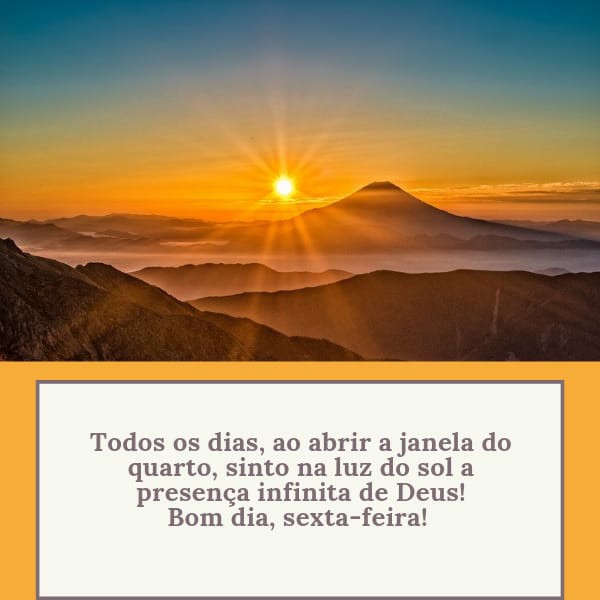 Todos os dias, ao abrir a janela do
quarto, sinto na luz do sol a
presença infinita de Deus!
Bom dia, sexta-feira!